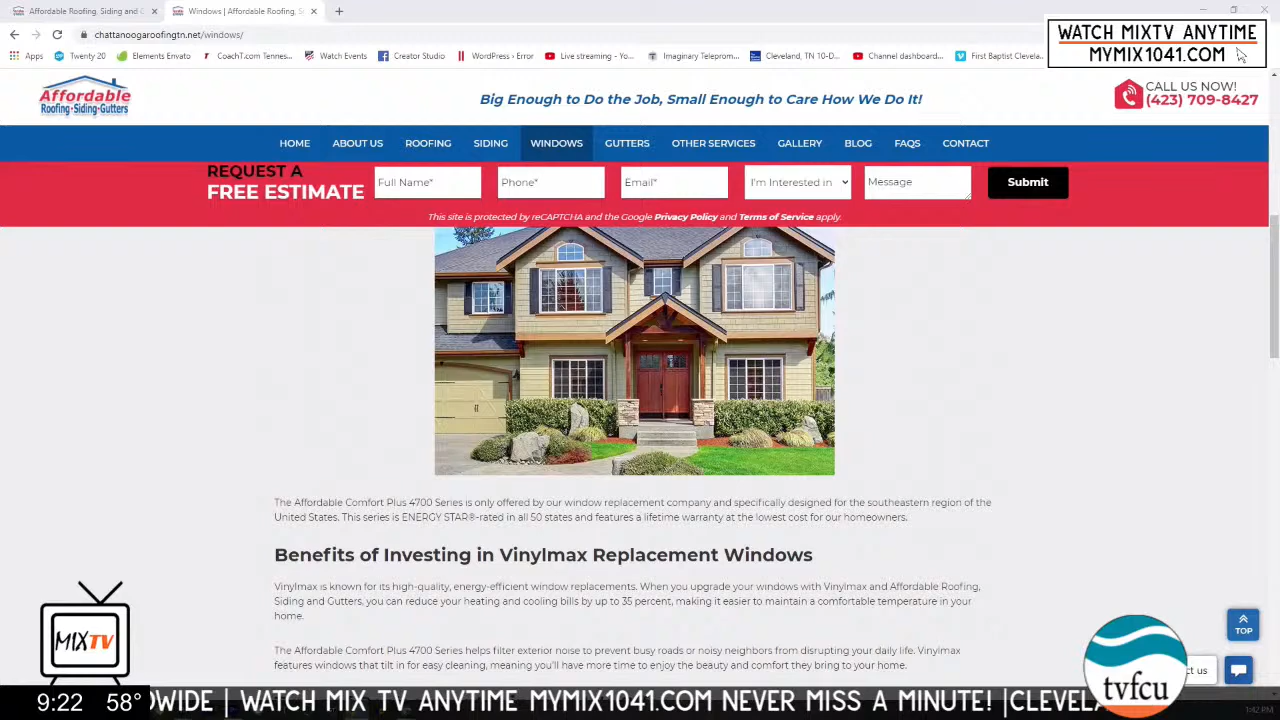 Affordable Roofing, Siding and G
Windows | Affordable Roofing, S
chattanoogaroofingtn.net/windows/
Apps
Twenty 20
Elements Envato
CoachT.com Tennes...
Watch Events
Creator Studio
WordPress › Error
Live streaming - Yo...
Imaginary Teleprom...
Cleveland, TN 10-D...
Channel dashboard...
First Baptist Clevela...
WATCH MIXTV ANYTIME
MYMIX1041.COM
Affordable
Roofing·Siding·Gutters
Big Enough to Do the Job, Small Enough to Care How We Do It!
CALL US NOW!
(423) 709-8427
HOME
ABOUT US
ROOFING
SIDING
WINDOWS
GUTTERS
OTHER SERVICES
GALLERY
BLOG
FAQS
CONTACT
REQUEST A
FREE ESTIMATE
Full Name*
Phone*
Email*
I'm Interested in
Message
Submit
This site is protected by reCAPTCHA and the Google Privacy Policy and Terms of Service apply.
The Affordable Comfort Plus 4700 Series is only offered by our window replacement company and specifically designed for the southeastern region of the
United States. This series is ENERGY STAR®-rated in all 50 states and features a lifetime warranty at the lowest cost for our homeowners.
Benefits of Investing in Vinylmax Replacement Windows
Vinylmax is known for its high-quality, energy-efficient window replacements. When you upgrade your windows with Vinylmax and Affordable Roofing,
Siding and Gutters, you can reduce your heating and cooling bills by up to 35 percent, making it easier to maintain a comfortable temperature in your
home.
The Affordable Comfort Plus 4700 Series helps filter exterior noise to prevent busy roads or noisy neighbors from disrupting your daily life. Vinylmax
features windows that tilt in for easy cleaning, meaning you'll have more time to enjoy the beauty and comfort they bring to your home.
TOP
MIXTV
tvfcu
ct us
9:22 58°
DWIDE | WATCH MIX TV ANYTIME MYMIX1041.COM NEVER MISS A MINUTE! |CLEVELA
1:42 PM